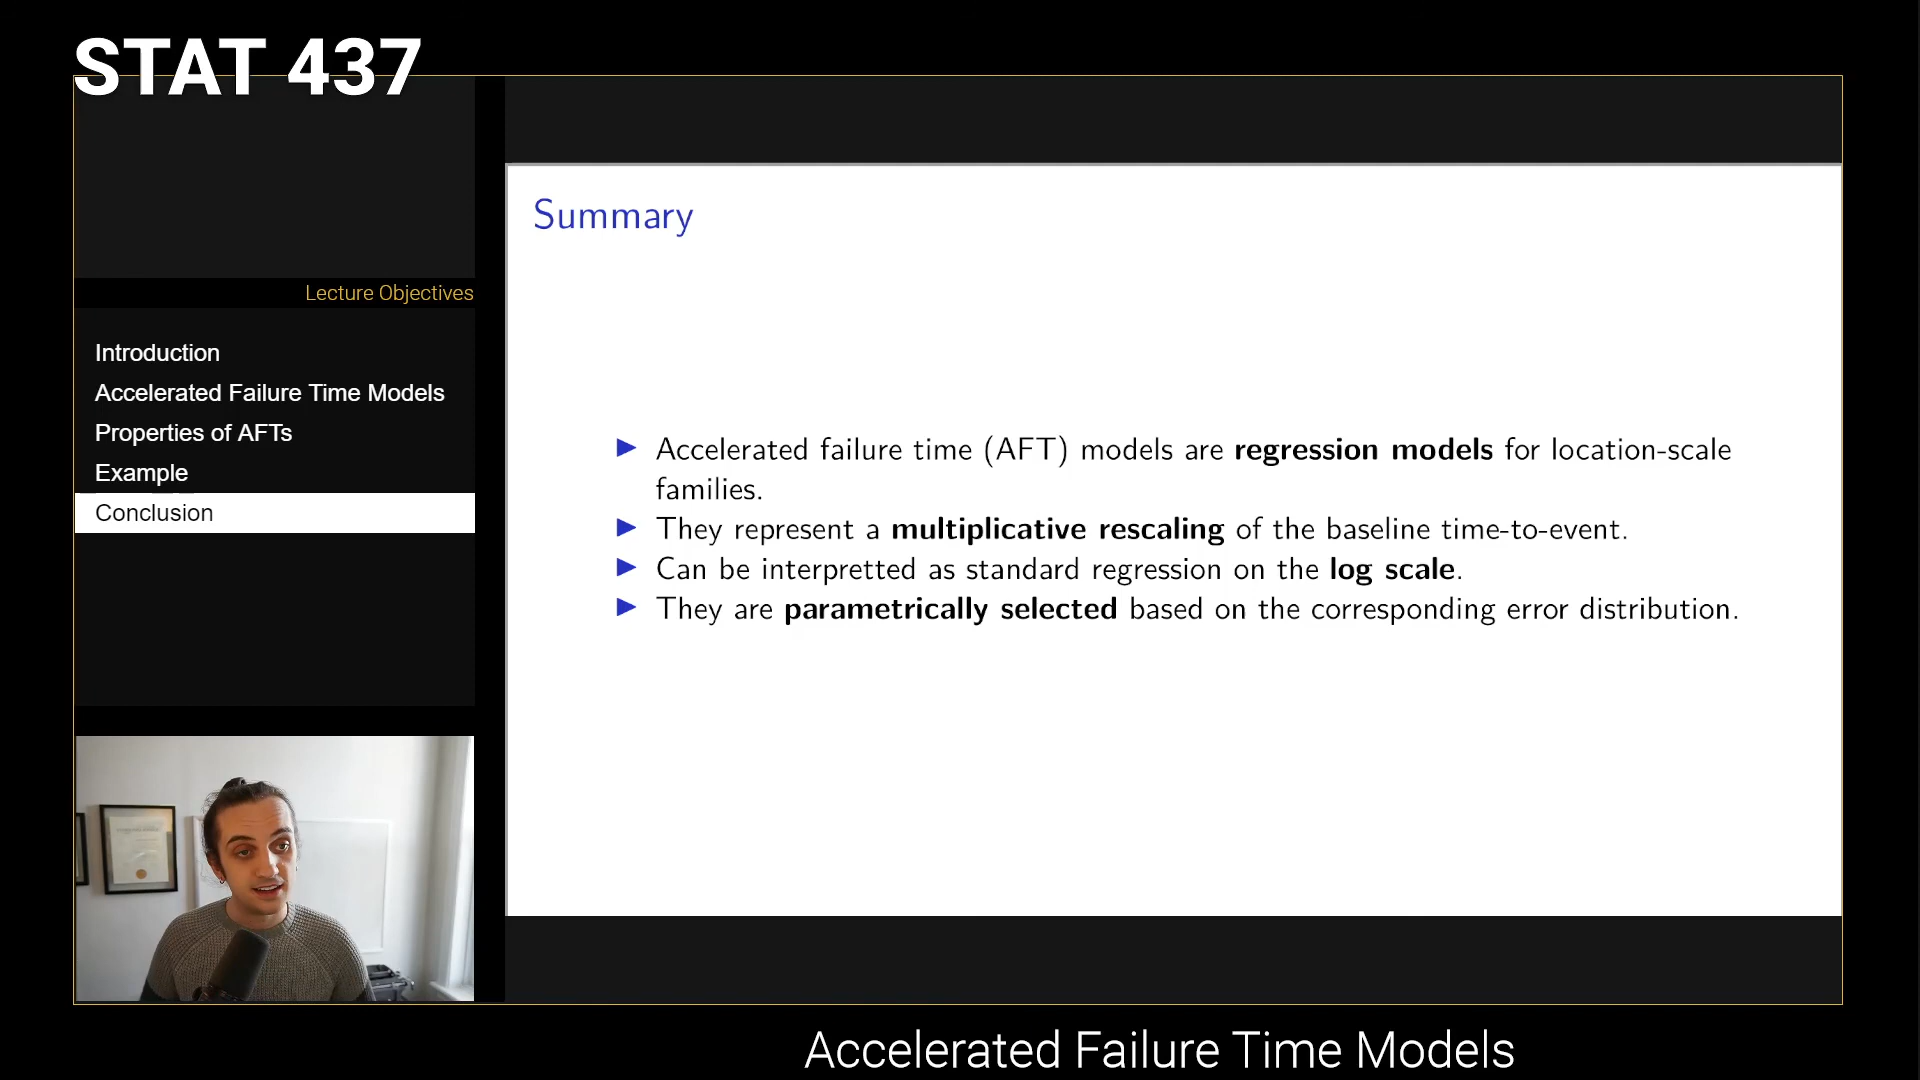 STAT 437
Lecture Objectives
Introduction
Accelerated Failure Time Models
Properties of AFTs
Example
Conclusion
Summary
Accelerated failure time (AFT) models are regression models for location-scale
families.
They represent a multiplicative rescaling of the baseline time-to-event.
Can be interpretted as standard regression on the log scale.
They are parametrically selected based on the corresponding error distribution.
Accelerated Failure Time Models